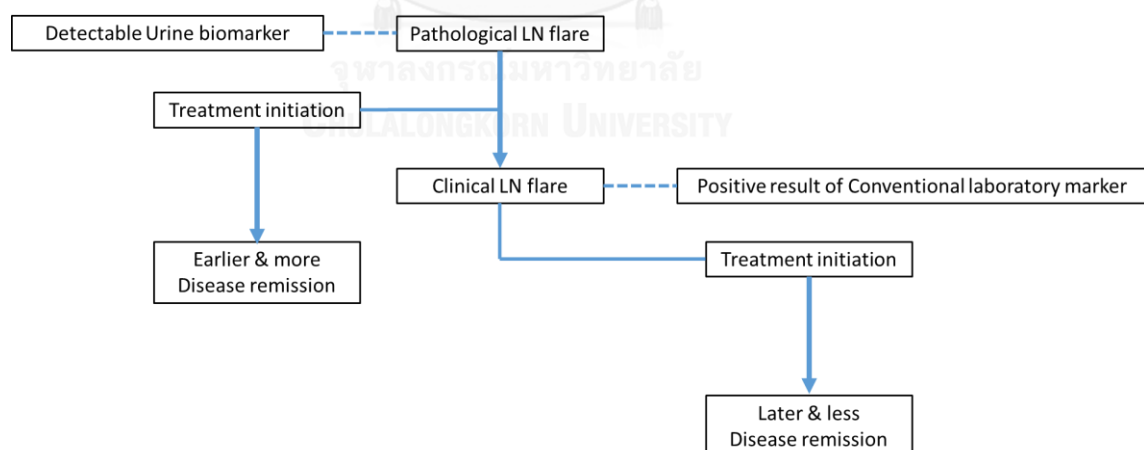 Detectable Urine biomarker
Pathological LN flare
จุฬาลงกรณ์มหาวิทยาลัย
Treatment initiation
CHULALONGKORN UNIVERSITY
Clinical LN flare
Positive result of Conventional laboratory marker
Earlier & more
Disease remission
Treatment initiation
Later & less
Disease remission